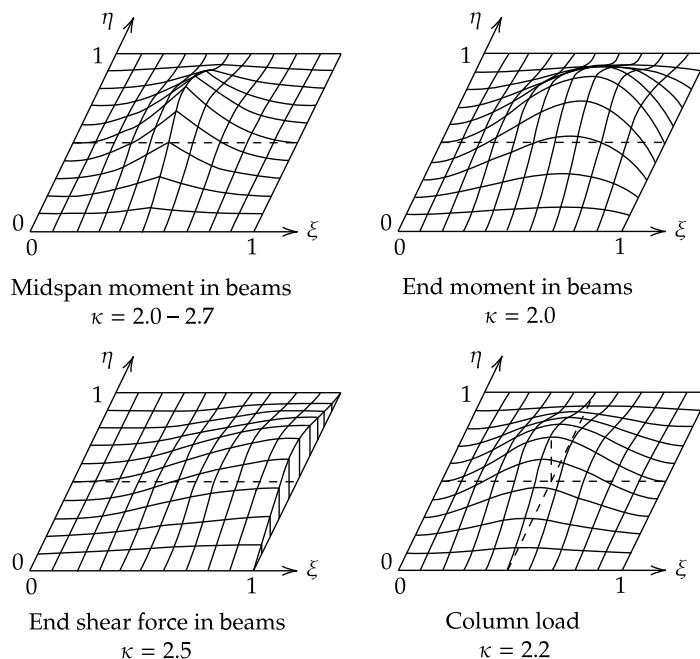 η
1
0
0
1
ξ
Midspan moment in beams
κ = 2.0 – 2.7
η
1
0
0
1
ξ
End moment in beams
κ = 2.0
η
1
0
0
1
ξ
End shear force in beams
κ = 2.5
η
1
0
0
1
ξ
Column load
κ = 2.2